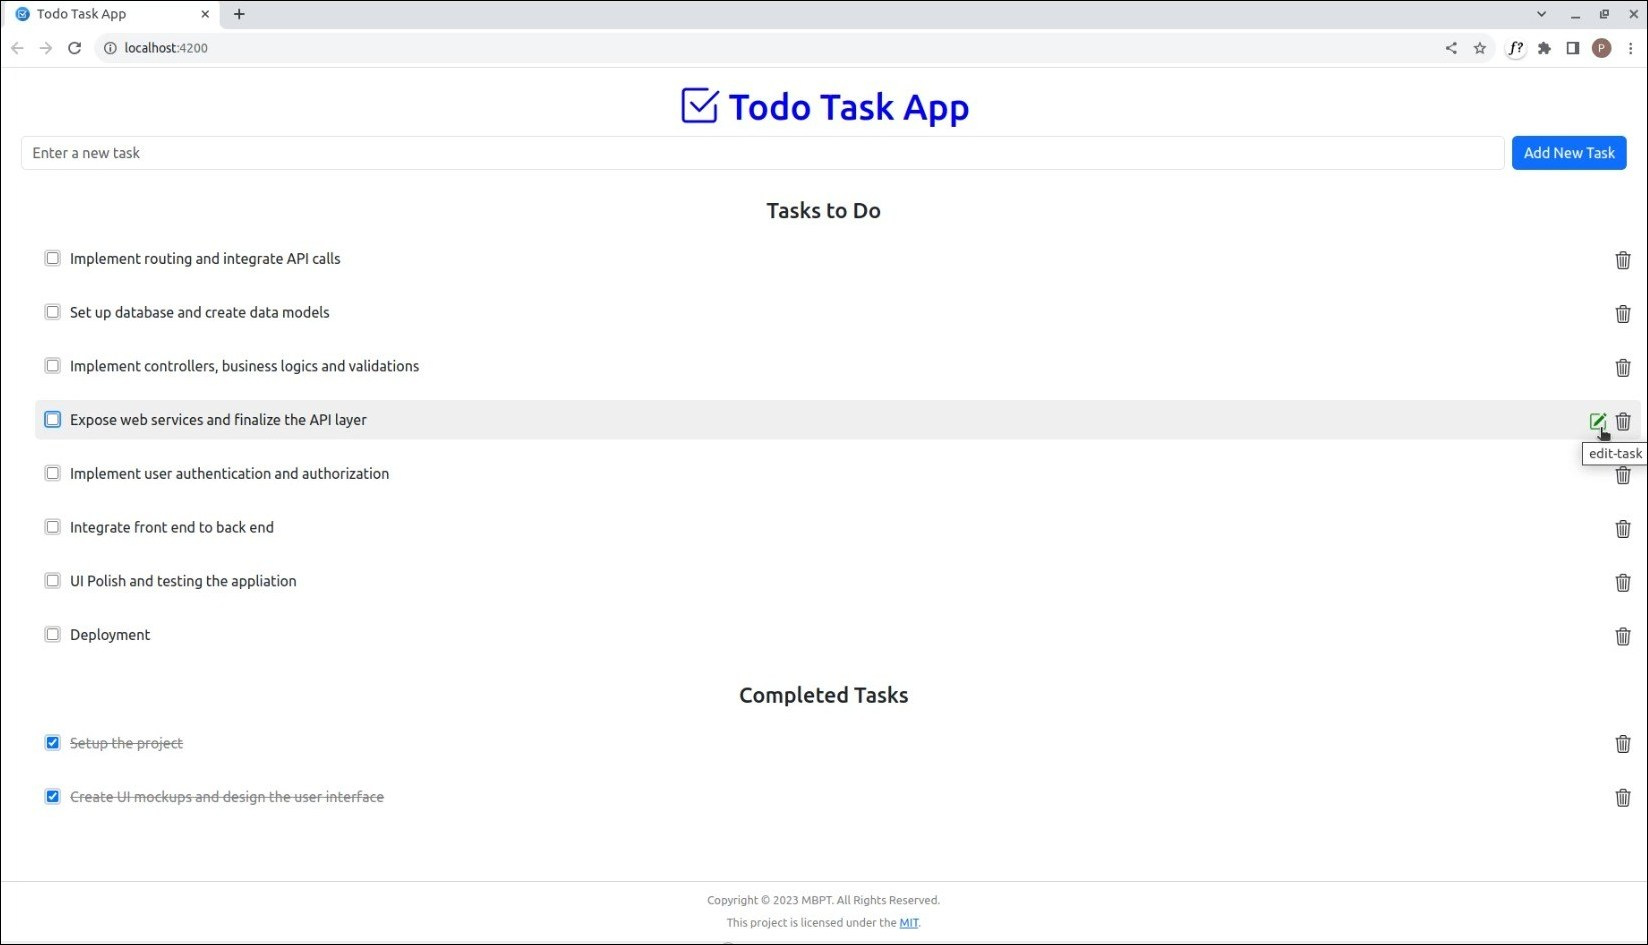 Todo Task App
localhost:4200
f?
P
Todo Task App
Enter a new task
Add New Task
Tasks to Do
Implement routing and integrate API calls
Set up database and create data models
Implement controllers, business logics and validations
Expose web services and finalize the API layer
edit-task
Implement user authentication and authorization
Integrate front end to back end
UI Polish and testing the appliation
Deployment
Completed Tasks
Setup the project
Create UI mockups and design the user interface
Copyright © 2023 MBPT. All Rights Reserved.
This project is licensed under the MIT.